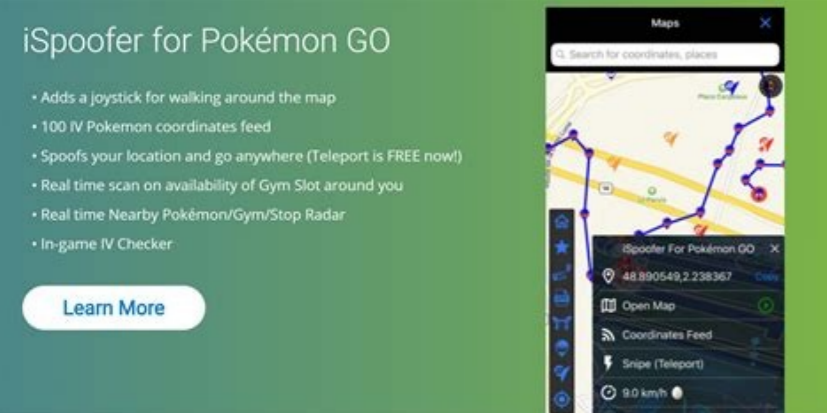 iSpoofer for Pokémon GO
• Adds a joystick for walking around the map
• 100 IV Pokemon coordinates feed
• Spoofs your location and go anywhere (Teleport is FREE now!)
• Real time scan on availability of Gym Slot around you
• Real time Nearby Pokémon/Gym/Stop Radar
• In-game IV Checker
Learn More
Maps
Search for coordinates, places
iSpoofer For Pokémon GO
48.890549,2.238367 Copy
Open Map
Coordinates Feed
Snipe (Teleport)
9.0 km/h